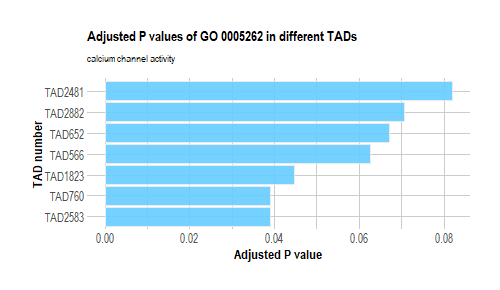 Adjusted P values of GO 0005262 in different TADs
calcium channel activity
TAD2481
TAD2882
TAD652
TAD566
TAD1823
TAD760
TAD2583
TAD number
0.00 0.02 0.04 0.06 0.08
Adjusted P value